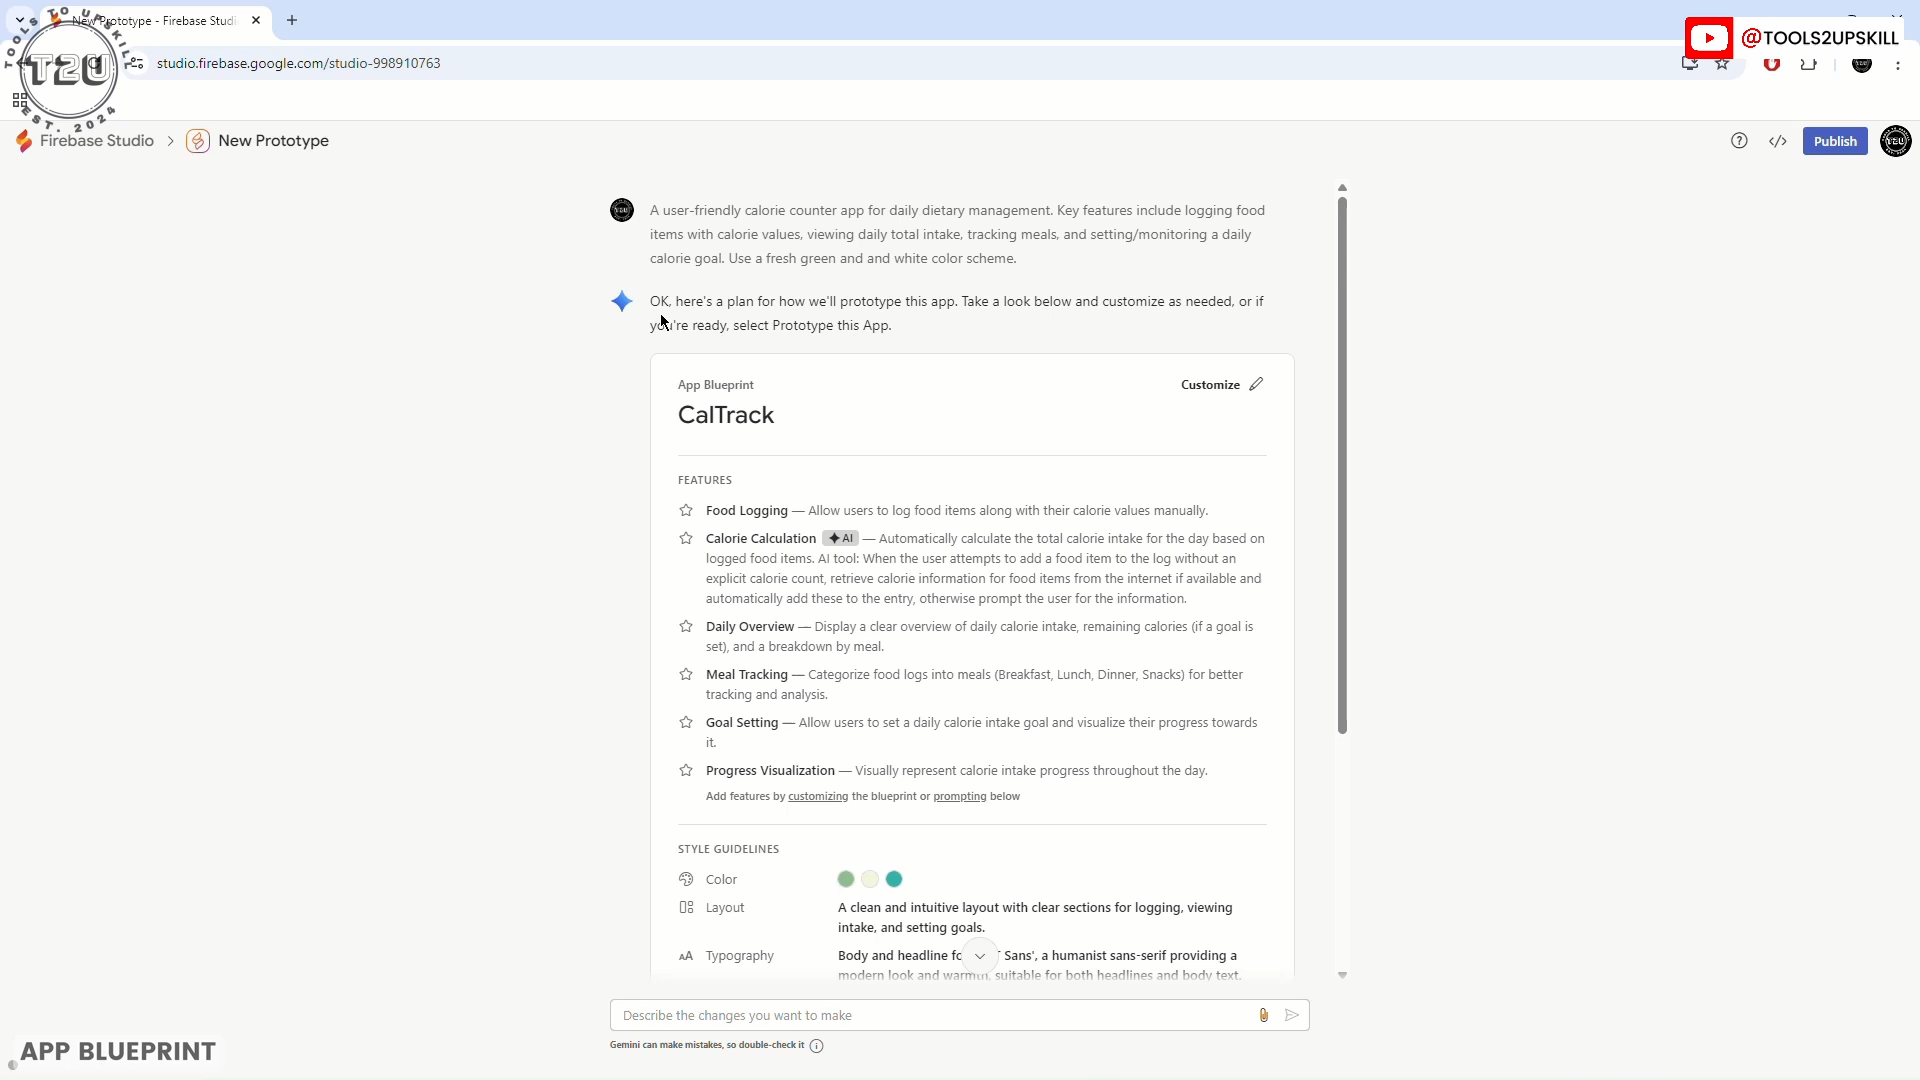 New Prototype - Firebase Studi
@TOOLS2UPSKILL
TOOLS TO UPSKILL
T2U
EST. 2024
studio.firebase.google.com/studio-998910763
Firebase Studio > New Prototype
Publish
A user-friendly calorie counter app for daily dietary management. Key features include logging food
items with calorie values, viewing daily total intake, tracking meals, and setting/monitoring a daily
calorie goal. Use a fresh green and and white color scheme.
OK, here's a plan for how we'll prototype this app. Take a look below and customize as needed, or if
you're ready, select Prototype this App.
App Blueprint
Customize
CalTrack
FEATURES
Food Logging — Allow users to log food items along with their calorie values manually.
Calorie Calculation AI — Automatically calculate the total calorie intake for the day based on
logged food items. AI tool: When the user attempts to add a food item to the log without an
explicit calorie count, retrieve calorie information for food items from the internet if available and
automatically add these to the entry, otherwise prompt the user for the information.
Daily Overview — Display a clear overview of daily calorie intake, remaining calories (if a goal is
set), and a breakdown by meal.
Meal Tracking — Categorize food logs into meals (Breakfast, Lunch, Dinner, Snacks) for better
tracking and analysis.
Goal Setting — Allow users to set a daily calorie intake goal and visualize their progress towards
it.
Progress Visualization — Visually represent calorie intake progress throughout the day.
Add features by customizing the blueprint or prompting below
STYLE GUIDELINES
Color
Layout
A clean and intuitive layout with clear sections for logging, viewing
intake, and setting goals.
Typography
Body and headline Sans', a humanist sans-serif providing a
modern look and warmth, suitable for both headlines and body text.
Describe the changes you want to make
Gemini can make mistakes, so double-check it
APP BLUEPRINT